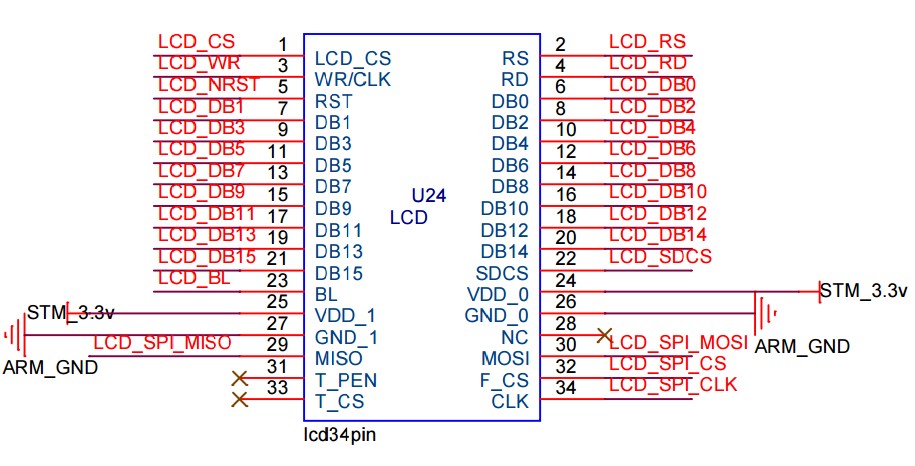 LCD_CS 1 LCD_CS RS 2 LCD_RS
LCD_WR 3 WR/CLK RD 4 LCD_RD
LCD_NRST 5 RST DB0 6 LCD_DB0
LCD_DB1 7 DB1 DB2 8 LCD_DB2
LCD_DB3 9 DB3 DB4 10 LCD_DB4
LCD_DB5 11 DB5 DB6 12 LCD_DB6
LCD_DB7 13 DB7 DB8 14 LCD_DB8
U24
LCD_DB9 15 DB9 DB10 16 LCD_DB10
LCD
LCD_DB11 17 DB11 DB12 18 LCD_DB12
LCD_DB13 19 DB13 DB14 20 LCD_DB14
LCD_DB15 21 DB15 SDCS 22 LCD_SDCS
LCD_BL 23 BL VDD_0 24 STM_3.3v
STM_3.3v 25 VDD_1 GND_0 26
ARM_GND 27 GND_1 NC 28 ARM_GND
LCD_SPI_MISO 29 MISO MOSI 30 LCD_SPI_MOSI
31 T_PEN F_CS 32 LCD_SPI_CS
33 T_CS CLK 34 LCD_SPI_CLK
lcd34pin